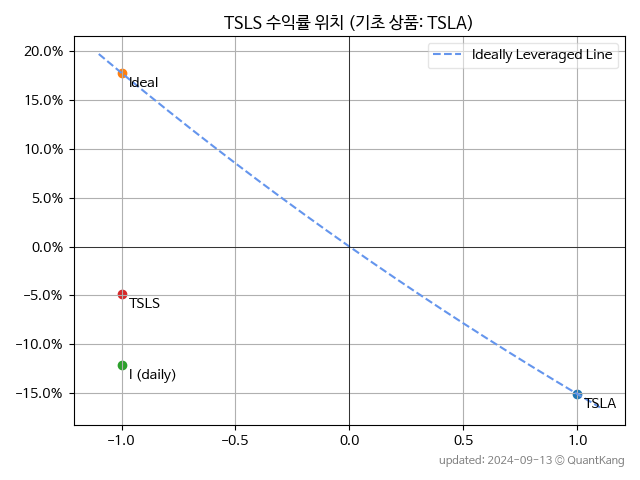 TSLS 수익률 위치 (기초 상품: TSLA)
Ideally Leveraged Line
20.0%
15.0%
10.0%
5.0%
0.0%
−5.0%
−10.0%
−15.0%
Ideal
TSLS
I (daily)
TSLA
−1.0
−0.5
0.0
0.5
1.0
updated: 2024-09-13 © QuantKang